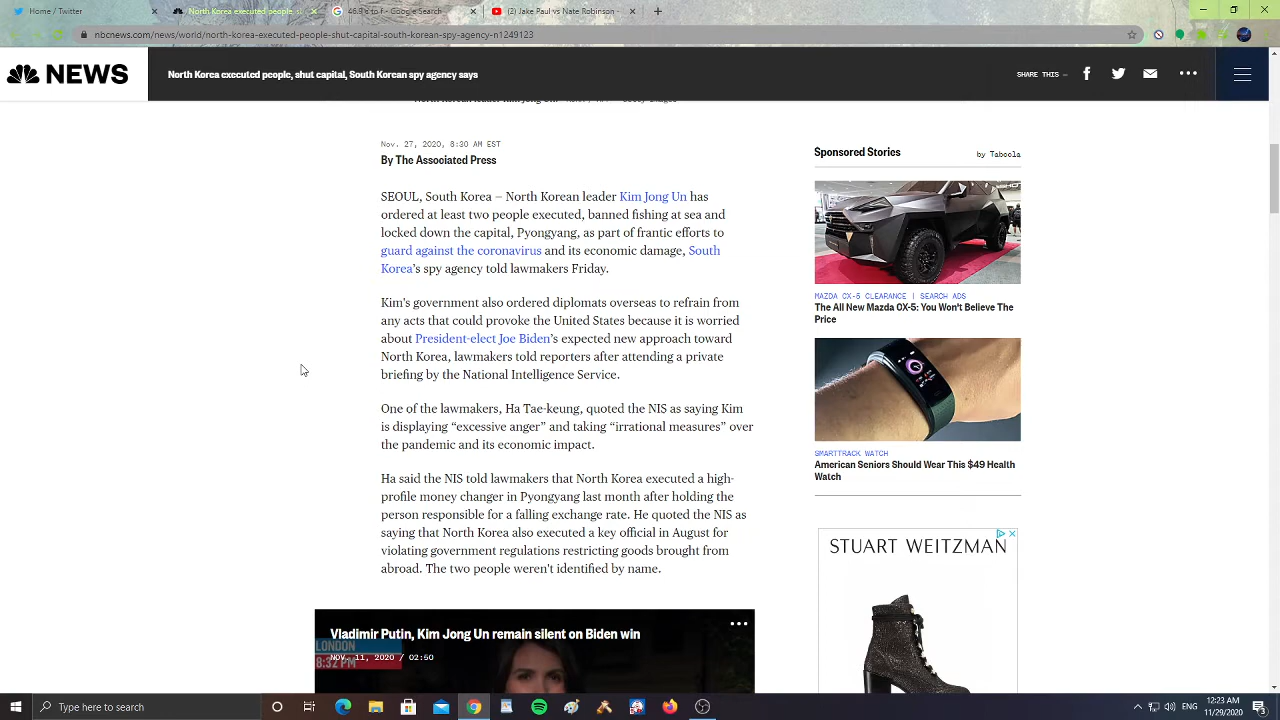 Home / Twitter
North Korea executed people, s
46.9 c to F - Google Search
(2) Jake Paul vs Nate Robinson -
nbcnews.com/news/world/north-korea-executed-people-shut-capital-south-korean-spy-agency-n1249123
NEWS
North Korea executed people, shut capital, South Korean spy agency says
SHARE THIS —
Nov. 27, 2020, 8:30 AM EST
By The Associated Press
SEOUL, South Korea — North Korean leader Kim Jong Un has
ordered at least two people executed, banned fishing at sea and
locked down the capital, Pyongyang, as part of frantic efforts to
guard against the coronavirus and its economic damage, South
Korea's spy agency told lawmakers Friday.
Kim's government also ordered diplomats overseas to refrain from
any acts that could provoke the United States because it is worried
about President-elect Joe Biden's expected new approach toward
North Korea, lawmakers told reporters after attending a private
briefing by the National Intelligence Service.
One of the lawmakers, Ha Tae-keung, quoted the NIS as saying Kim
is displaying “excessive anger” and taking “irrational measures” over
the pandemic and its economic impact.
Ha said the NIS told lawmakers that North Korea executed a high-
profile money changer in Pyongyang last month after holding the
person responsible for a falling exchange rate. He quoted the NIS as
saying that North Korea also executed a key official in August for
violating government regulations restricting goods brought from
abroad. The two people weren't identified by name.
Vladimir Putin, Kim Jong Un remain silent on Biden win
NOV. 11, 2020 / 02:50
LONDON
8:32 PM
Sponsored Stories
by Taboola
MAZDA CX-5 CLEARANCE | SEARCH ADS
The All New Mazda CX-5: You Won't Believe The
Price
SMARTTRACK WATCH
American Seniors Should Wear This $49 Health
Watch
STUART WEITZMAN
Type here to search
ENG
12:23 AM
11/29/2020